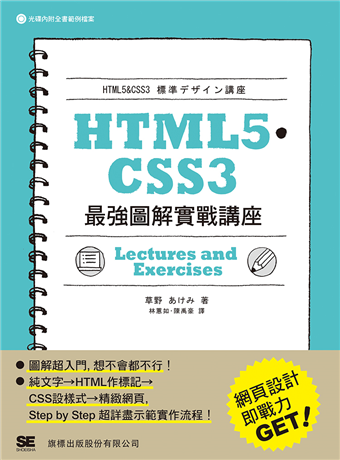 光碟內附全書範例檔案
HTML5&CSS3 標準デザイン講座
HTML5・
CSS3
最強圖解實戰講座
Lectures and
Exercises
草野 あけみ 著
林蕙如・陳禹豪 譯
● 圖解超入門, 想不會都不行！
● 純文字→HTML作標記→
CSS設樣式→精緻網頁,
Step by Step 超詳盡示範實作流程！
網頁設計
即戰力
GET!
SE
SHOEISHA
旗標出版股份有限公司